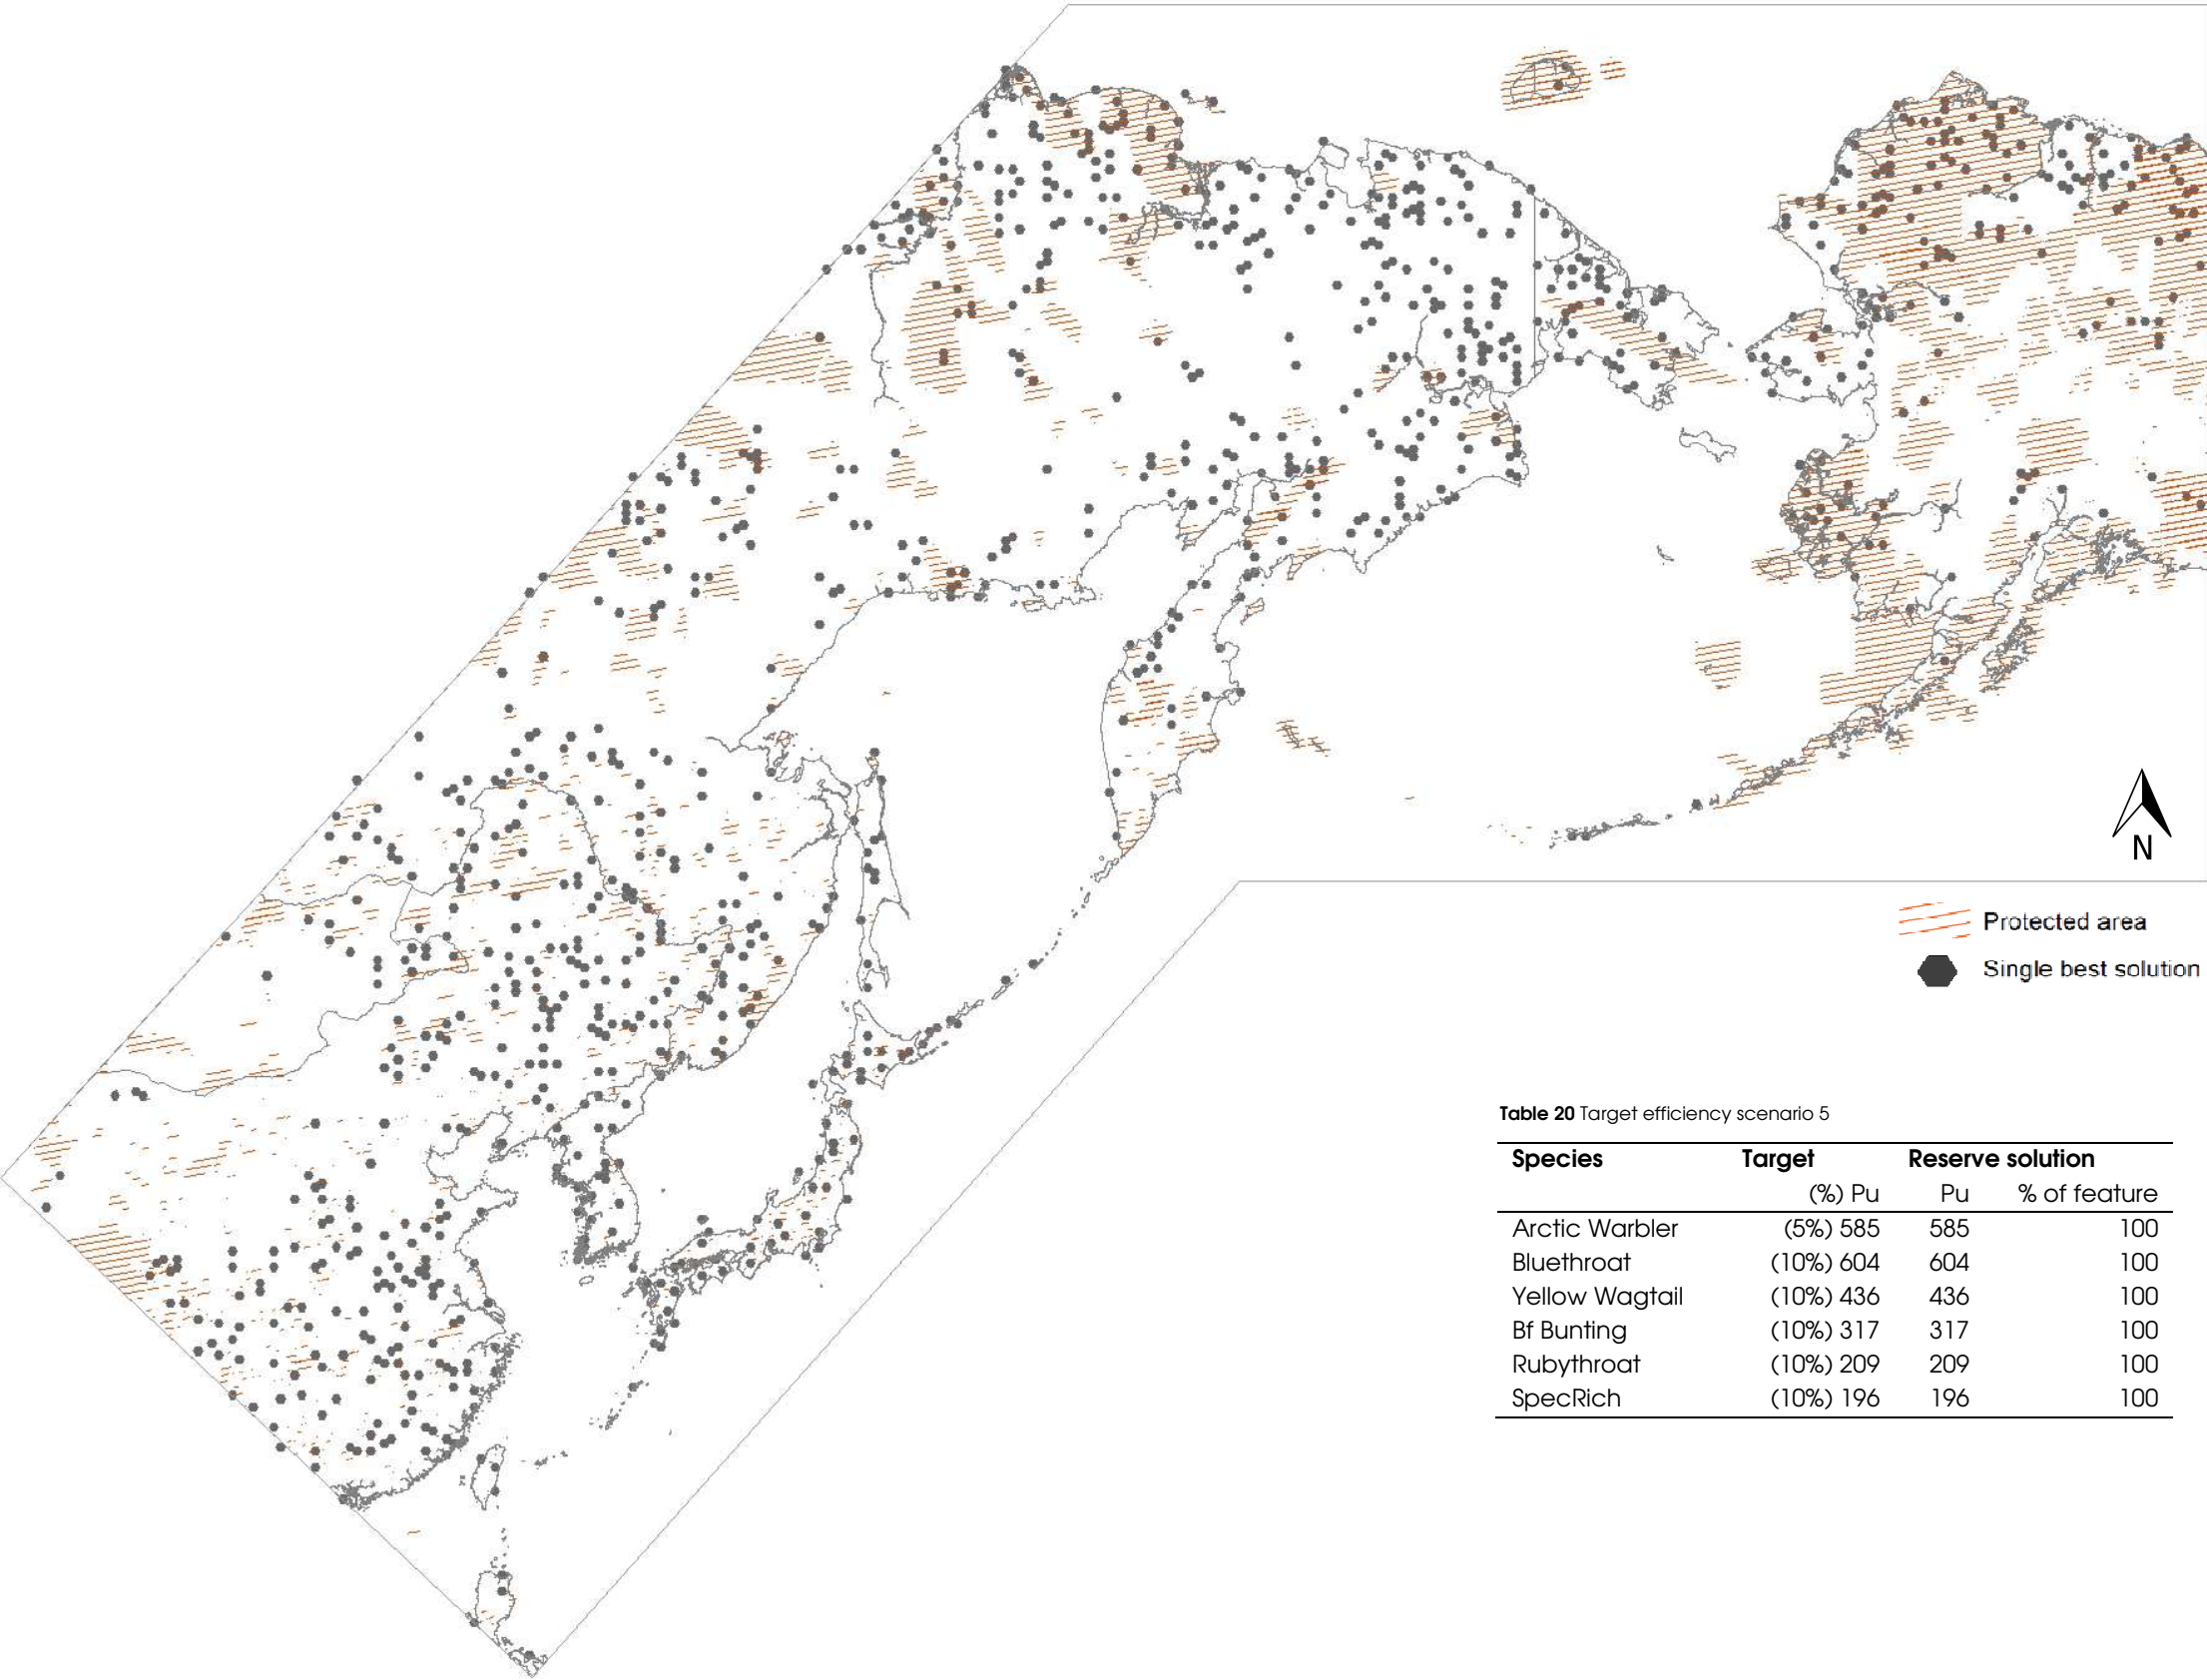 N
Protected area
Single best solution
Table 20 Target efficiency scenario 5
Species Target Reserve solution
(%) Pu Pu % of feature
Arctic Warbler (5%) 585 585 100
Bluethroat (10%) 604 604 100
Yellow Wagtail (10%) 436 436 100
Bf Bunting (10%) 317 317 100
Rubythroat (10%) 209 209 100
SpecRich (10%) 196 196 100